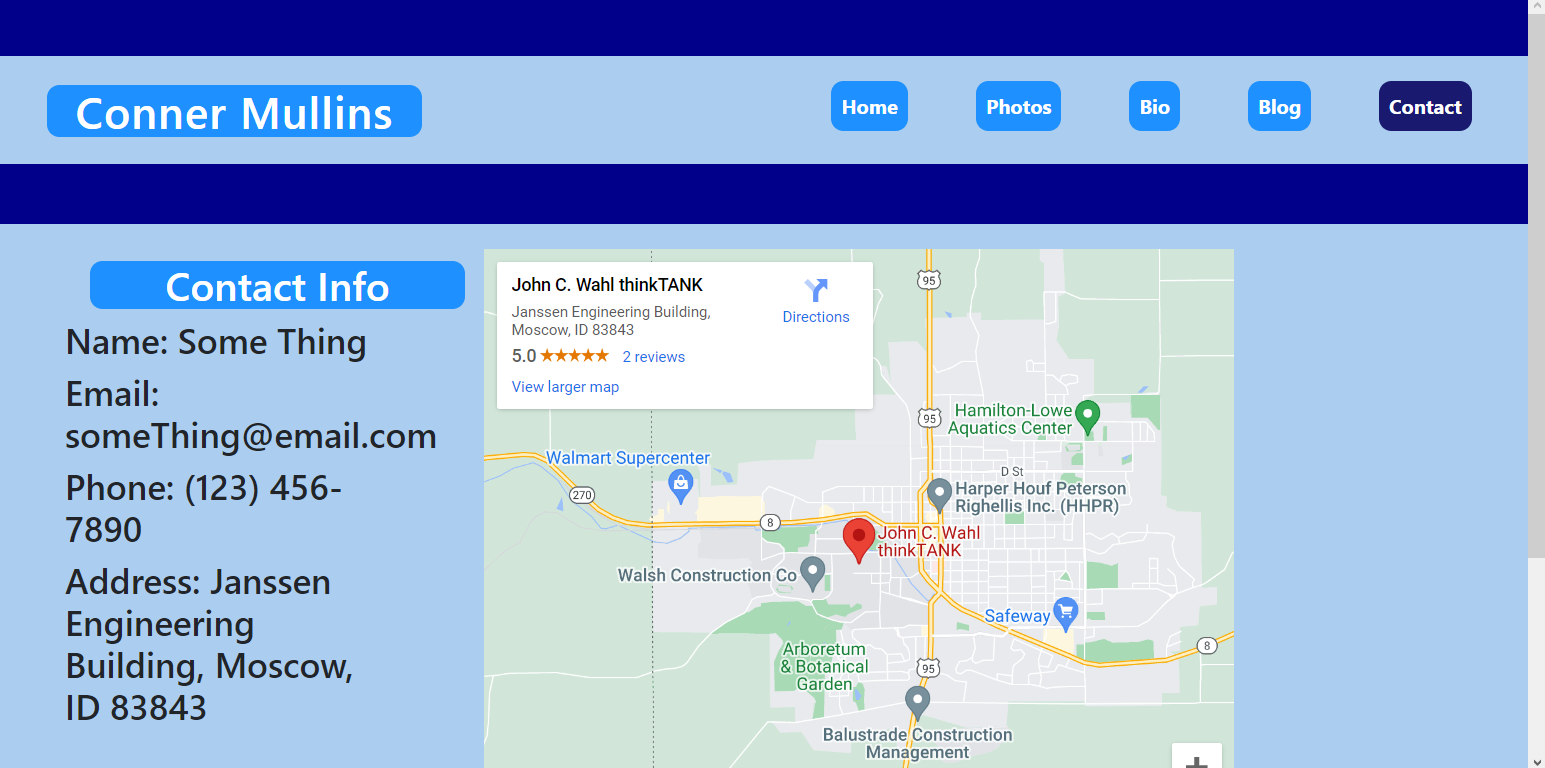 Conner Mullins
Home
Photos
Bio
Blog
Contact
Contact Info
Name: Some Thing
Email:
someThing@email.com
Phone: (123) 456-
7890
Address: Janssen
Engineering
Building, Moscow,
ID 83843
John C. Wahl thinkTANK
Janssen Engineering Building,
Moscow, ID 83843
5.0 ★★★★★ 2 reviews
View larger map
Directions
95
Hamilton-Lowe
Aquatics Center
95
Walmart Supercenter
D St
270
Harper Houf Peterson
Righellis Inc. (HHPR)
8
John C. Wahl
thinkTANK
Walsh Construction Co
Safeway
8
Arboretum
& Botanical
Garden
95
Balustrade Construction
Management
+